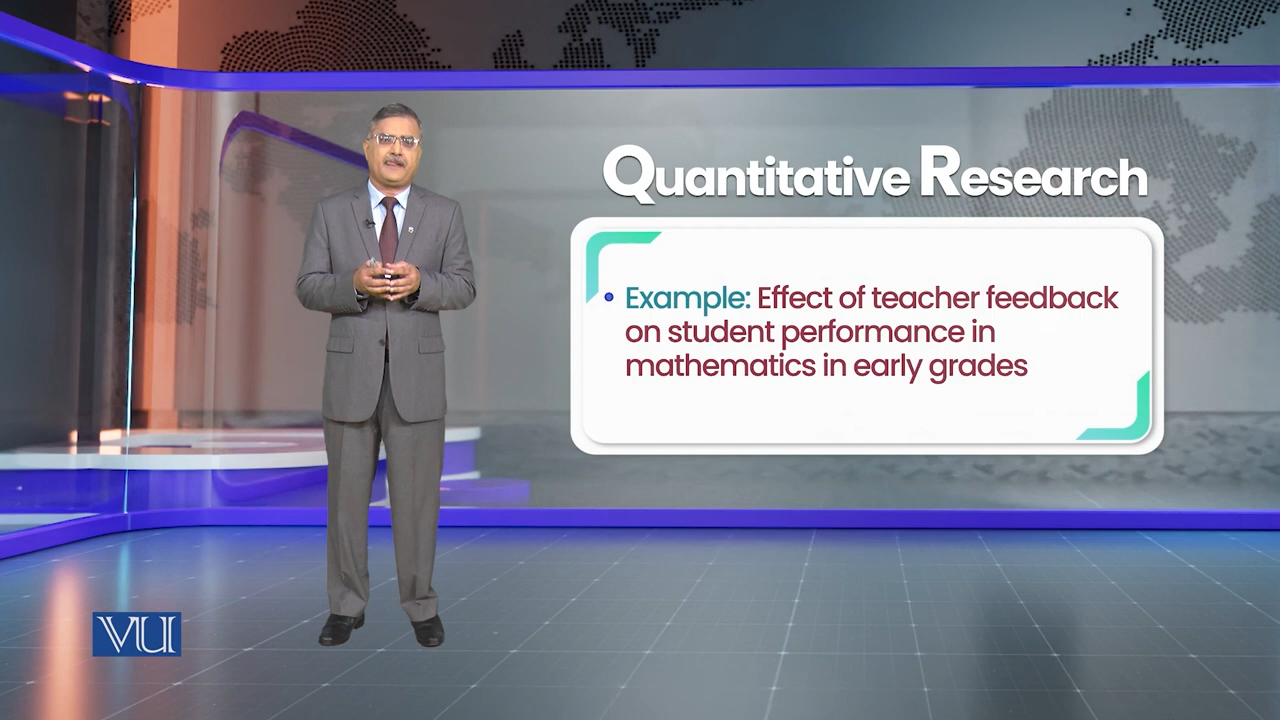 Quantitative Research
• Example: Effect of teacher feedback
on student performance in
mathematics in early grades
VU